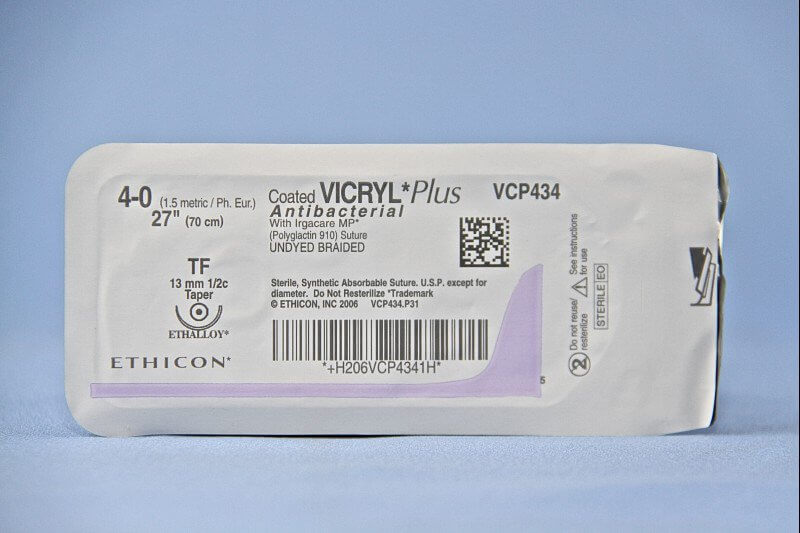 4-0 (1.5 metric / Ph. Eur.)
27" (70 cm)
TF
13 mm 1/2c
Taper
ETHALLOY*
ETHICON*
Coated VICRYL*Plus
Antibacterial
With Irgacare MP*
(Polyglactin 910) Suture
UNDYED BRAIDED
VCP434
Sterile, Synthetic Absorbable Suture. U.S.P. except for
diameter. Do Not Resterilize *Trademark
© ETHICON, INC 2006 VCP434.P31
*+H206VCP4341H*
5
2 Do not reuse/
resterilize
! See instructions
for use
STERILE EO